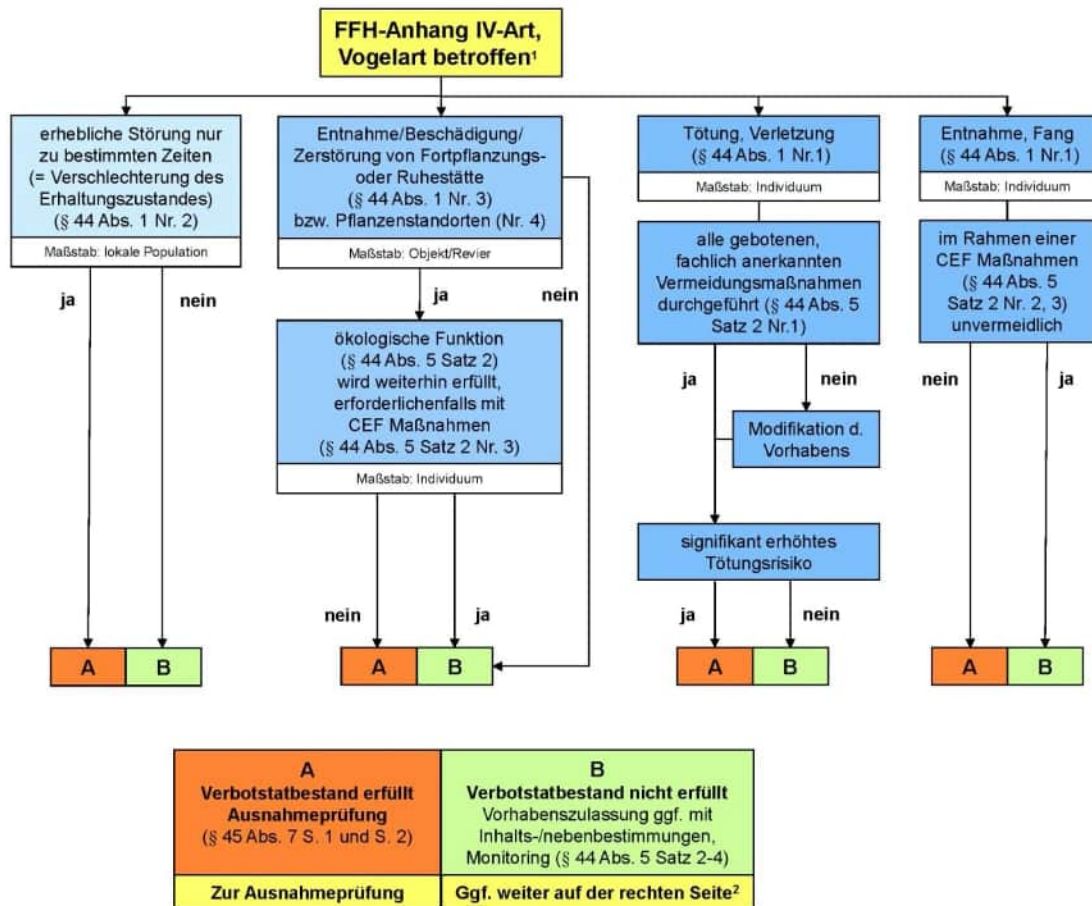 FFH-Anhang IV-Art,
Vogelart betroffen¹
erhebliche Störung nur
zu bestimmten Zeiten
(= Verschlechterung des
Erhaltungszustandes)
(§ 44 Abs. 1 Nr. 2)
Maßstab: lokale Population
ja
nein
A
B
Entnahme/Beschädigung/
Zerstörung von Fortpflanzungs-
oder Ruhestätte
(§ 44 Abs. 1 Nr. 3)
bzw. Pflanzenstandorten (Nr. 4)
Maßstab: Objekt/Revier
ja
nein
ökologische Funktion
(§ 44 Abs. 5 Satz 2)
wird weiterhin erfüllt,
erforderlichenfalls mit
CEF Maßnahmen
(§ 44 Abs. 5 Satz 2 Nr. 3)
Maßstab: Individuum
nein
ja
A
B
Tötung, Verletzung
(§ 44 Abs. 1 Nr.1)
Maßstab: Individuum
alle gebotenen,
fachlich anerkannten
Vermeidungsmaßnahmen
durchgeführt (§ 44 Abs. 5
Satz 2 Nr.1)
ja
nein
Modifikation d.
Vorhabens
signifikant erhöhtes
Tötungsrisiko
ja
nein
A
B
Entnahme, Fang
(§ 44 Abs. 1 Nr.1)
Maßstab: Individuum
im Rahmen einer
CEF Maßnahmen
(§ 44 Abs. 5
Satz 2 Nr. 2, 3)
unvermeidlich
nein
ja
A
B
A
Verbotstatbestand erfüllt
Ausnahmeprüfung
(§ 45 Abs. 7 S. 1 und S. 2)
Zur Ausnahmeprüfung
B
Verbotstatbestand nicht erfüllt
Vorhabenszulassung ggf. mit
Inhalts-/nebenbestimmungen,
Monitoring (§ 44 Abs. 5 Satz 2-4)
Ggf. weiter auf der rechten Seite²